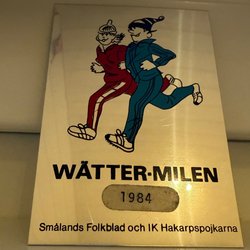 WÄTTER-MILEN
1984
Smålands Folkblad och IK Hakarpspojkarna